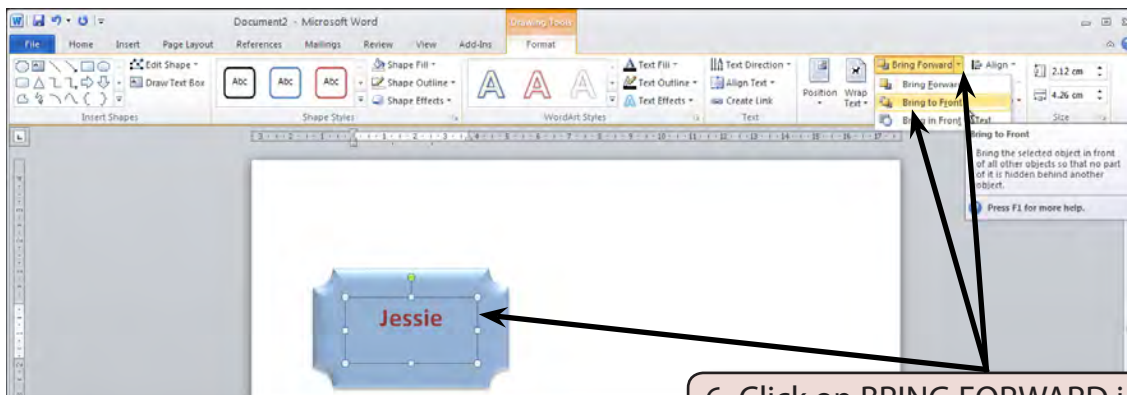 Document2 - Microsoft Word
Drawing Tools
File Home Insert Page Layout References Mailings Review View Add-Ins Format
Edit Shape
Draw Text Box
Insert Shapes
Abc Abc Abc
Shape Fill
Shape Outline
Shape Effects
Shape Styles
A A A
Text Fill
Text Outline
Text Effects
WordArt Styles
Text Direction
Align Text
Create Link
Text
Position
Wrap Text
Bring Forward
Align
Bring Forward
Bring to Front
Bring in Front Text
2.12 cm
4.26 cm
Size
Bring to Front
Bring the selected object in front
of all other objects so that no part
of it is hidden behind another
object.
Press F1 for more help.
Jessie
6 Click on BRING FORWARD